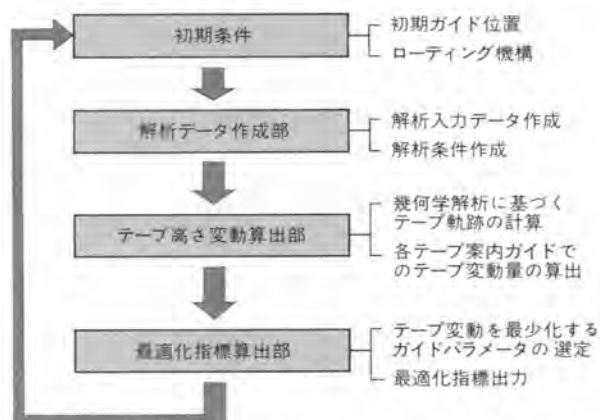 初期条件
初期ガイド位置
ローディング機構
解析データ作成部
解析入力データ作成
解析条件作成
テープ高さ変動算出部
幾何学解析に基づく
テープ軌跡の計算
各テープ案内ガイドで
のテープ変動量の算出
最適化指標算出部
テープ変動を最少化する
ガイドパラメータの選定
最適化指標出力